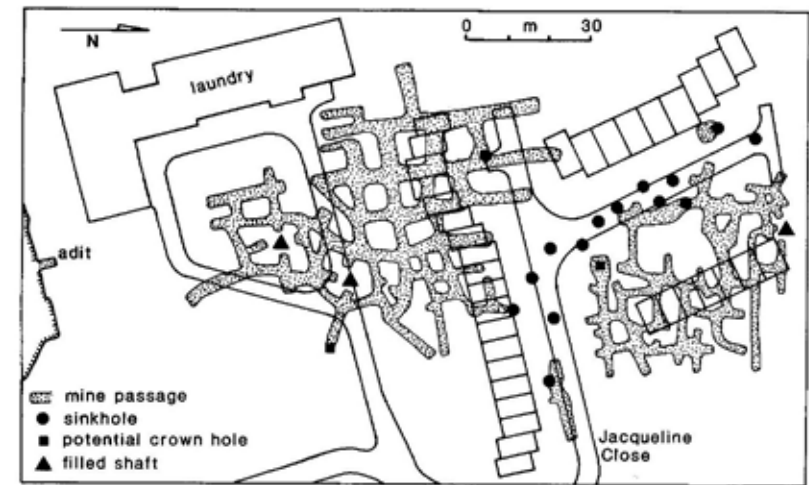 N
0 m 30
laundry
adit
mine passage
sinkhole
potential crown hole
filled shaft
Jacqueline
Close